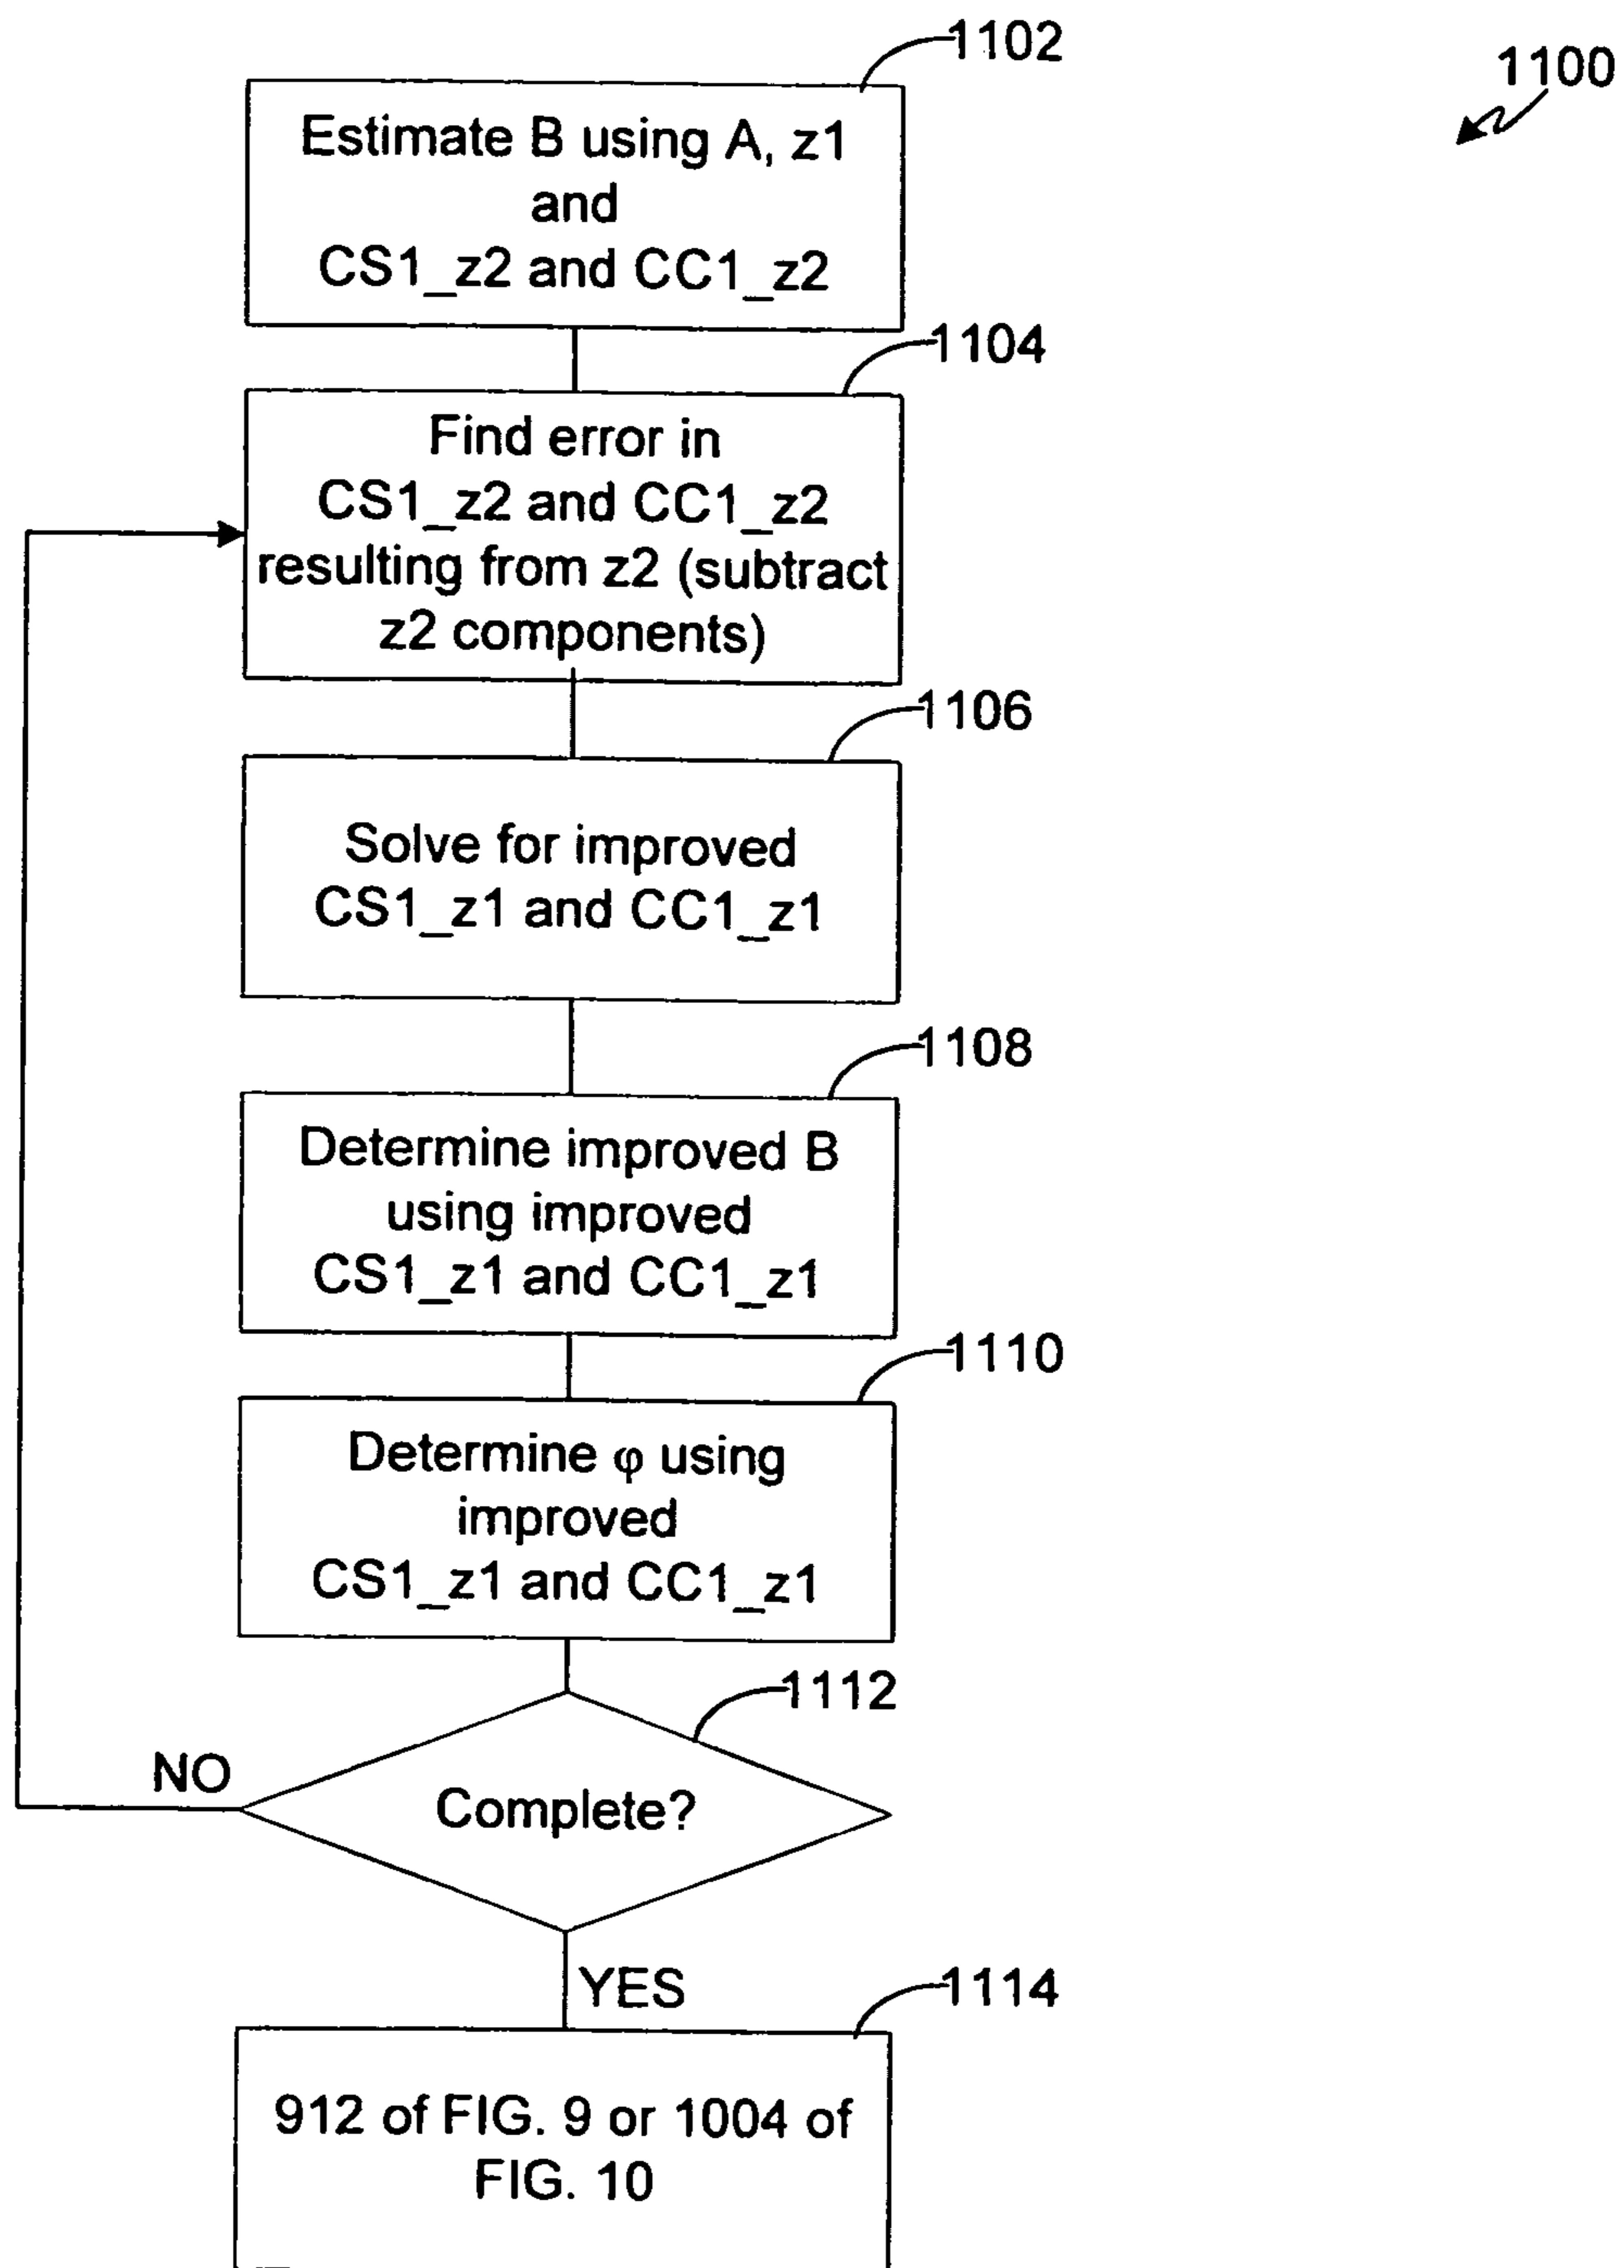 1102
1100
Estimate B using A, z1
and
CS1_z2 and CC1_z2
1104
Find error in
CS1_z2 and CC1_z2
resulting from z2 (subtract
z2 components)
1106
Solve for improved
CS1_z1 and CC1_z1
1108
Determine improved B
using improved
CS1_z1 and CC1_z1
1110
Determine φ using
improved
CS1_z1 and CC1_z1
1112
NO
Complete?
YES
1114
912 of FIG. 9 or 1004 of
FIG. 10